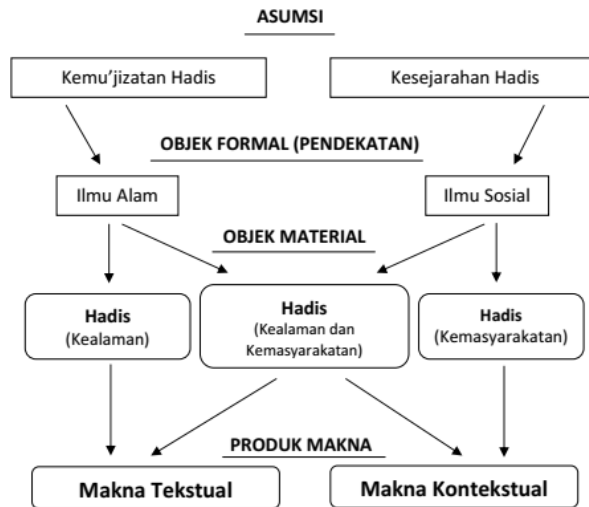 ASUMSI
Kemu'jizatan Hadis
Kesejarahan Hadis
OBJEK FORMAL (PENDEKATAN)
Ilmu Alam
Ilmu Sosial
OBJEK MATERIAL
Hadis
(Kealaman)
Hadis
(Kealaman dan
Kemasyarakatan)
Hadis
(Kemasyarakatan)
PRODUK MAKNA
Makna Tekstual
Makna Kontekstual